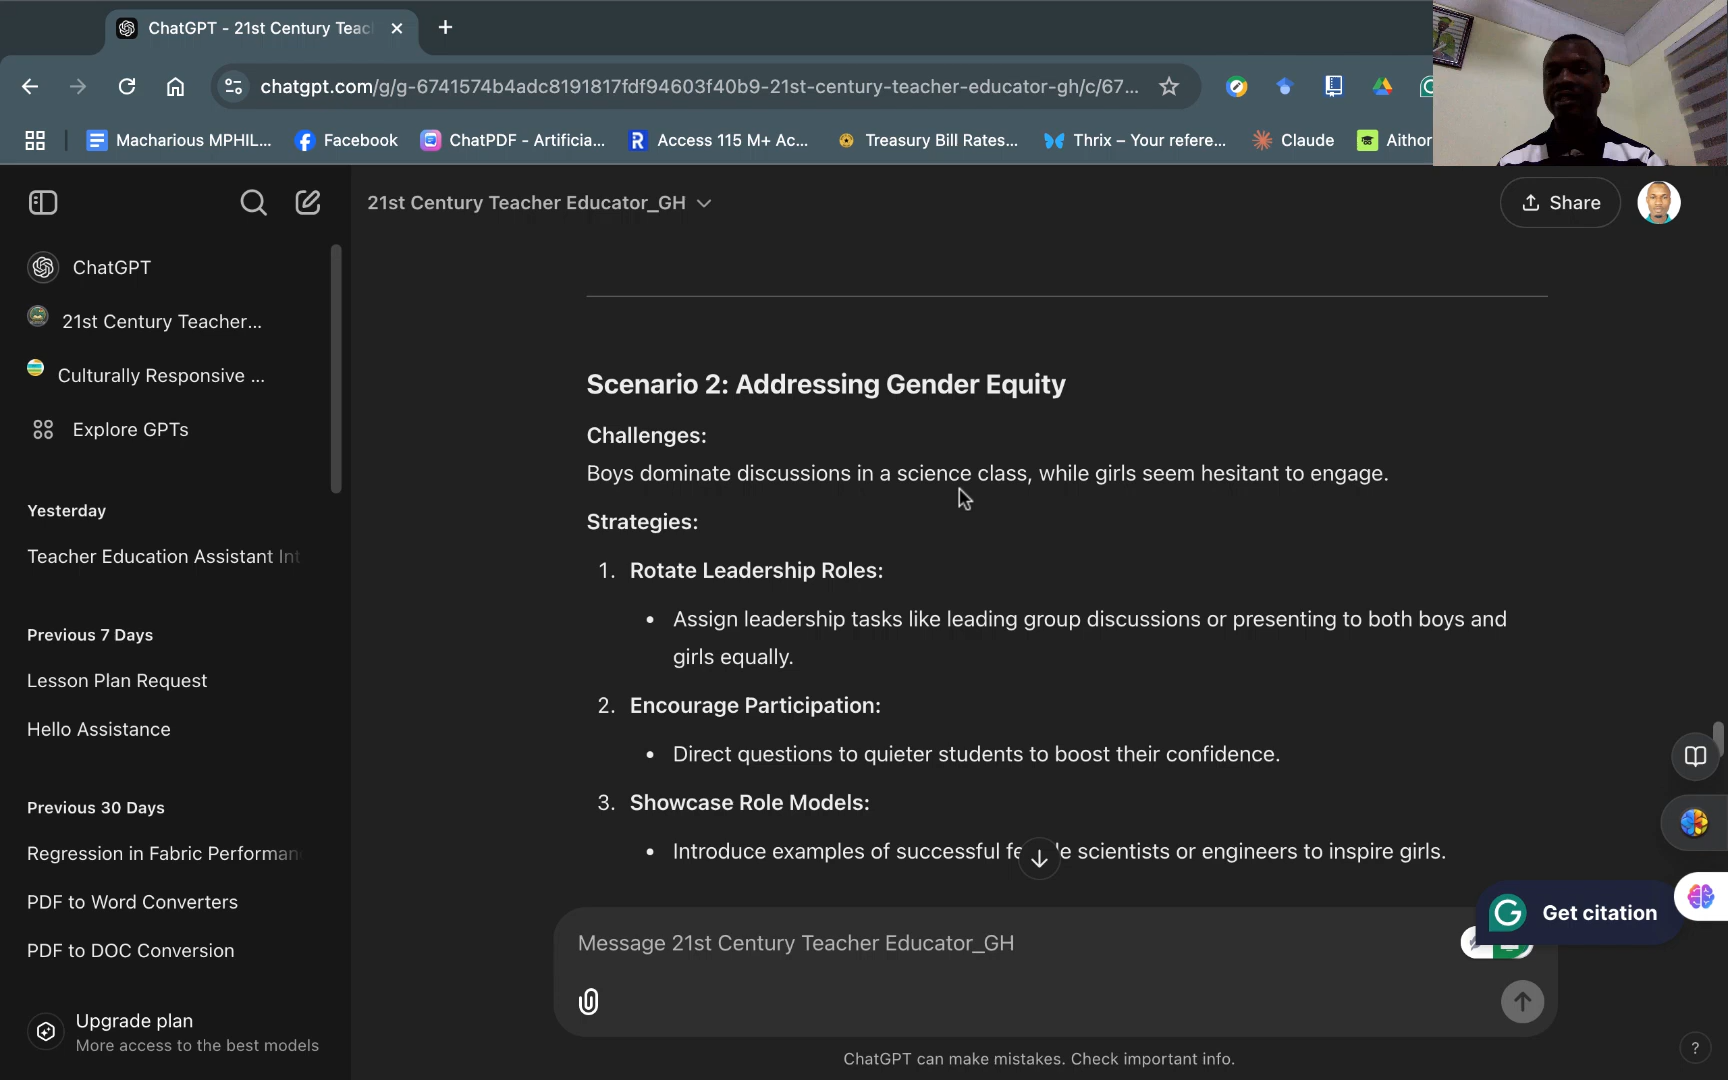 ChatGPT - 21st Century Teac
chatgpt.com/g/g-6741574b4adc8191817fdf94603f40b9-21st-century-teacher-educator-gh/c/67...
Macharious MPHIL...
Facebook
ChatPDF - Artificia...
Access 115 M+ Ac...
Treasury Bill Rates...
Thrix – Your refere...
Claude
Aithor
21st Century Teacher Educator_GH
Share
ChatGPT
21st Century Teacher...
Culturally Responsive ...
Explore GPTs
Yesterday
Teacher Education Assistant Int
Previous 7 Days
Lesson Plan Request
Hello Assistance
Previous 30 Days
Regression in Fabric Performan
PDF to Word Converters
PDF to DOC Conversion
Upgrade plan
More access to the best models
Scenario 2: Addressing Gender Equity
Challenges:
Boys dominate discussions in a science class, while girls seem hesitant to engage.
Strategies:
1. Rotate Leadership Roles:
• Assign leadership tasks like leading group discussions or presenting to both boys and
girls equally.
2. Encourage Participation:
• Direct questions to quieter students to boost their confidence.
3. Showcase Role Models:
• Introduce examples of successful fe le scientists or engineers to inspire girls.
Get citation
Message 21st Century Teacher Educator_GH
ChatGPT can make mistakes. Check important info.
?